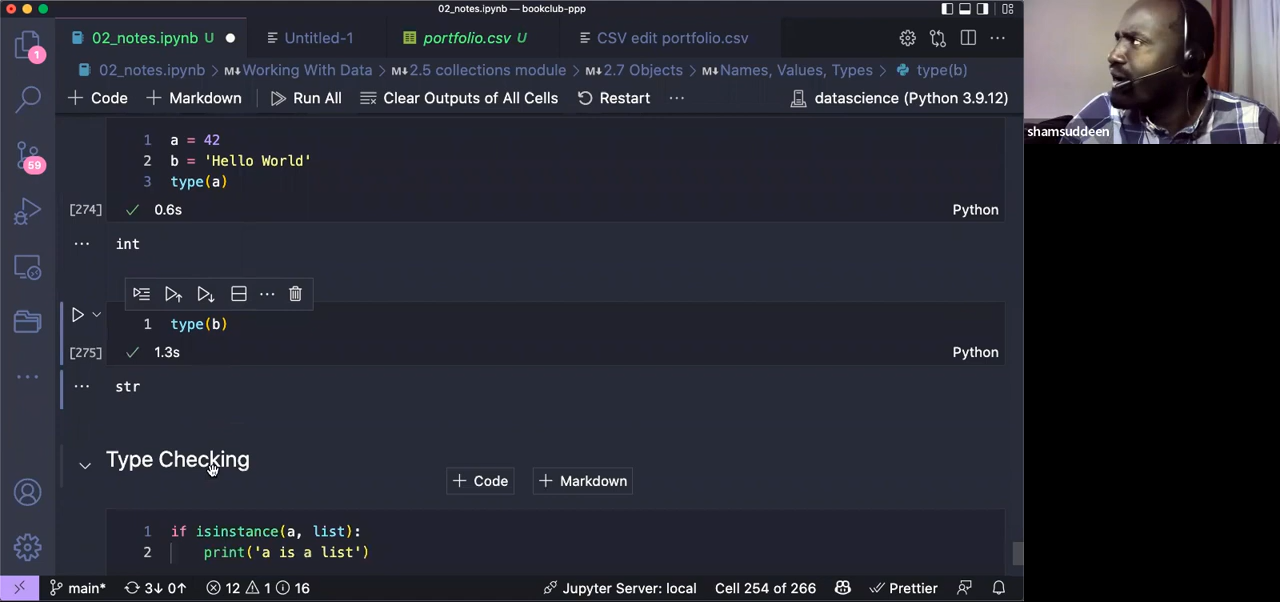 02_notes.ipynb — bookclub-ppp
02_notes.ipynb U
Untitled-1
portfolio.csv U
CSV edit portfolio.csv
02_notes.ipynb > M↓Working With Data > M↓2.5 collections module > M↓2.7 Objects > M↓Names, Values, Types > type(b)
+ Code + Markdown Run All Clear Outputs of All Cells Restart ... datascience (Python 3.9.12)
1 a = 42
2 b = 'Hello World'
3 type(a)
[274] ✓ 0.6s Python
... int
1 type(b)
[275] ✓ 1.3s Python
... str
Type Checking
+ Code + Markdown
1 if isinstance(a, list):
2 print('a is a list')
main* 3↓ 0↑ 12 1 16 Jupyter Server: local Cell 254 of 266 Prettier
1
59
shamsuddeen